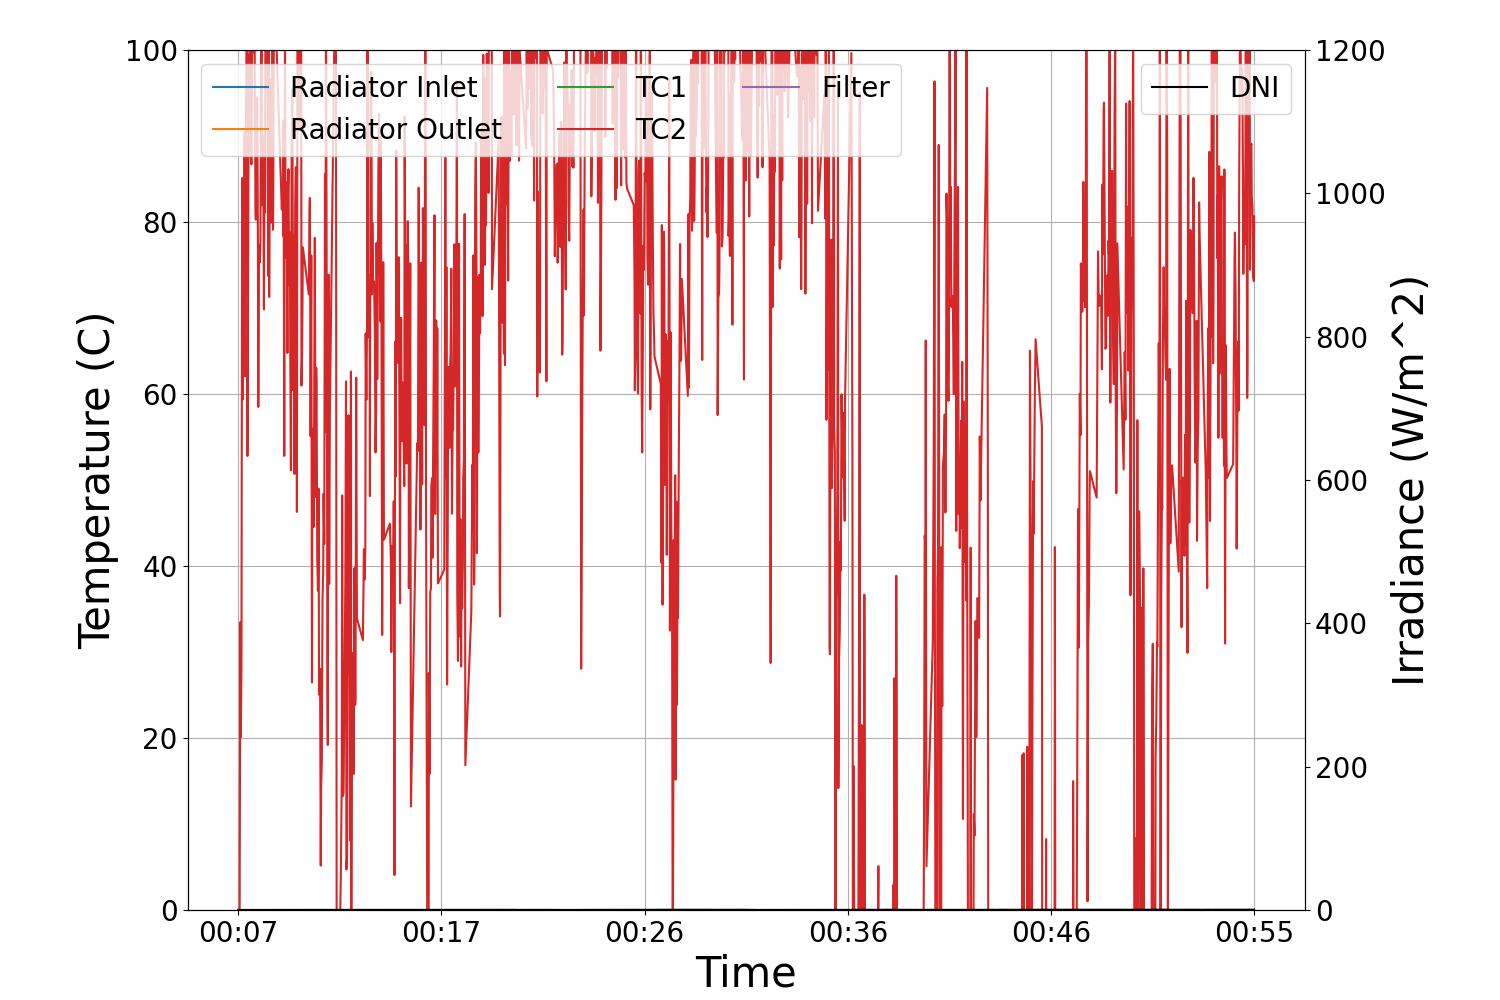 100
80
60
40
20
0
Temperature (C)
Radiator Inlet
Radiator Outlet
TC1
TC2
Filter
DNI
1200
1000
800
600
400
200
0
Irradiance (W/m^2)
00:07 00:17 00:26 00:36 00:46 00:55
Time